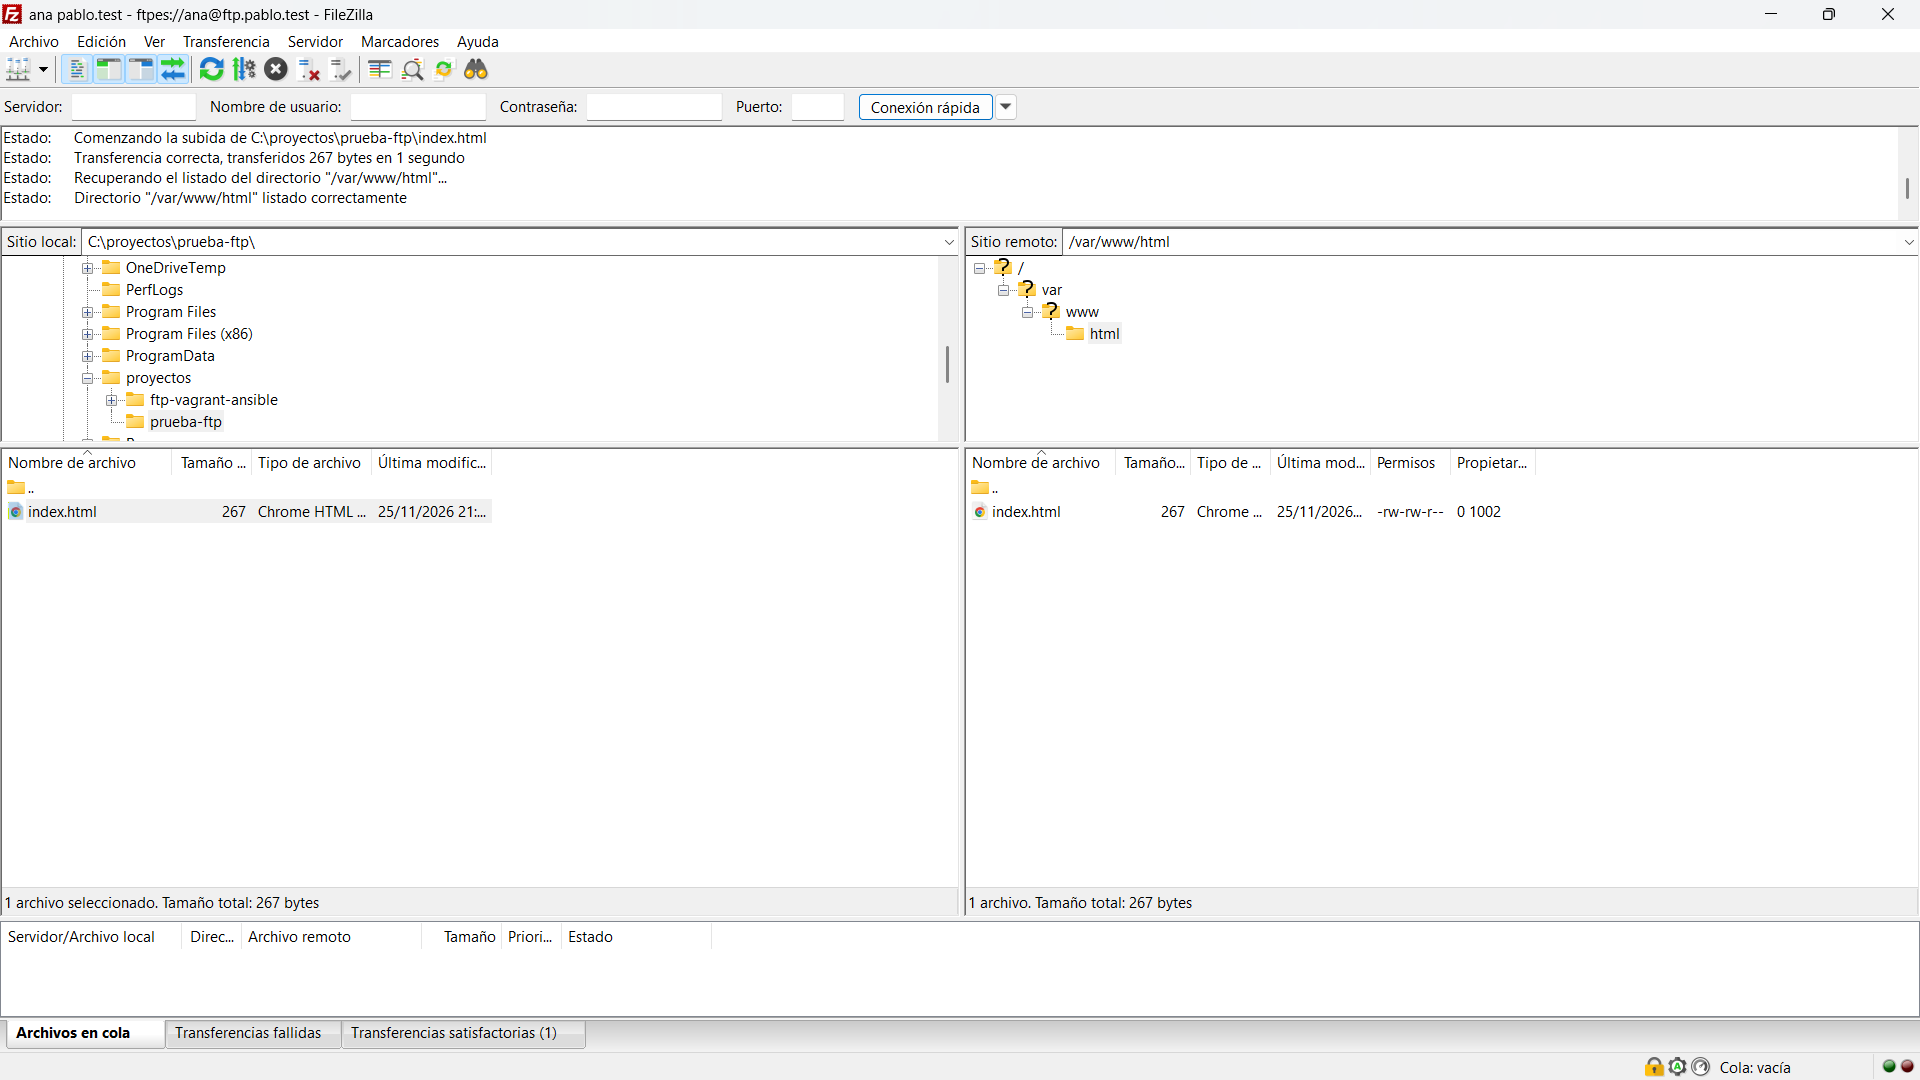 ana pablo.test - ftpes://ana@ftp.pablo.test - FileZilla
Archivo Edición Ver Transferencia Servidor Marcadores Ayuda
Servidor: Nombre de usuario: Contraseña: Puerto: Conexión rápida
Estado: Comenzando la subida de C:\proyectos\prueba-ftp\index.html
Estado: Transferencia correcta, transferidos 267 bytes en 1 segundo
Estado: Recuperando el listado del directorio "/var/www/html"...
Estado: Directorio "/var/www/html" listado correctamente
Sitio local: C:\proyectos\prueba-ftp\
OneDriveTemp
PerfLogs
Program Files
Program Files (x86)
ProgramData
proyectos
ftp-vagrant-ansible
prueba-ftp
Sitio remoto: /var/www/html
/
var
www
html
Nombre de archivo Tamaño ... Tipo de archivo Última modific...
..
index.html 267 Chrome HTML ... 25/11/2026 21:...
1 archivo seleccionado. Tamaño total: 267 bytes
Nombre de archivo Tamaño... Tipo de ... Última mod... Permisos Propietar...
..
index.html 267 Chrome ... 25/11/2026... -rw-rw-r-- 0 1002
1 archivo. Tamaño total: 267 bytes
Servidor/Archivo local Direc... Archivo remoto Tamaño Priori... Estado
Archivos en cola Transferencias fallidas Transferencias satisfactorias (1)
Cola: vacía